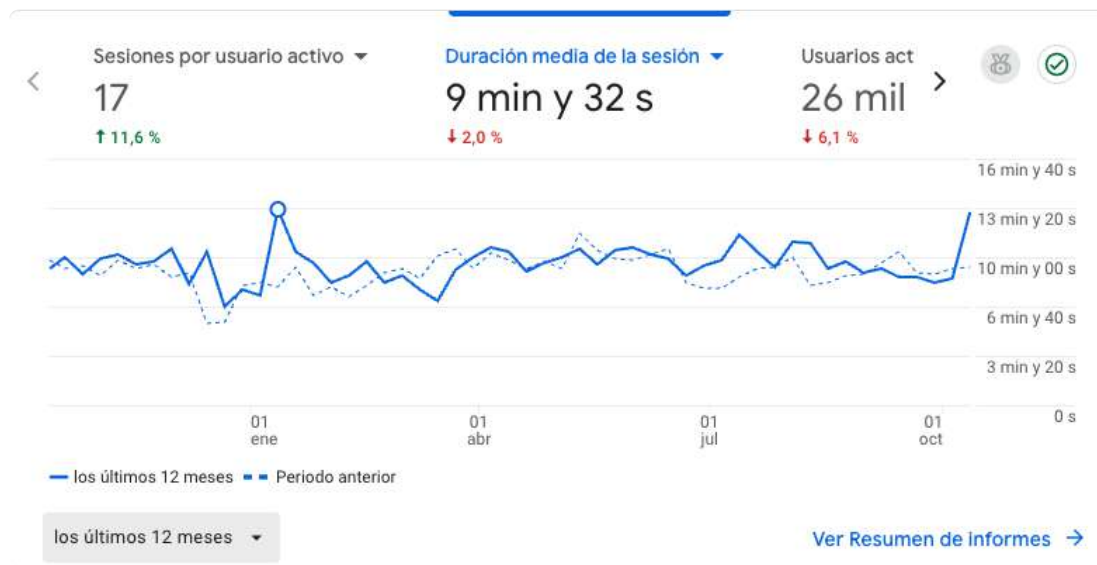 Sesiones por usuario activo
17
↑ 11,6 %
Duración media de la sesión
9 min y 32 s
↓ 2,0 %
Usuarios act
26 mil
↓ 6,1 %
16 min y 40 s
13 min y 20 s
10 min y 00 s
6 min y 40 s
3 min y 20 s
0 s
01
ene
01
abr
01
jul
01
oct
los últimos 12 meses
Periodo anterior
los últimos 12 meses
Ver Resumen de informes →